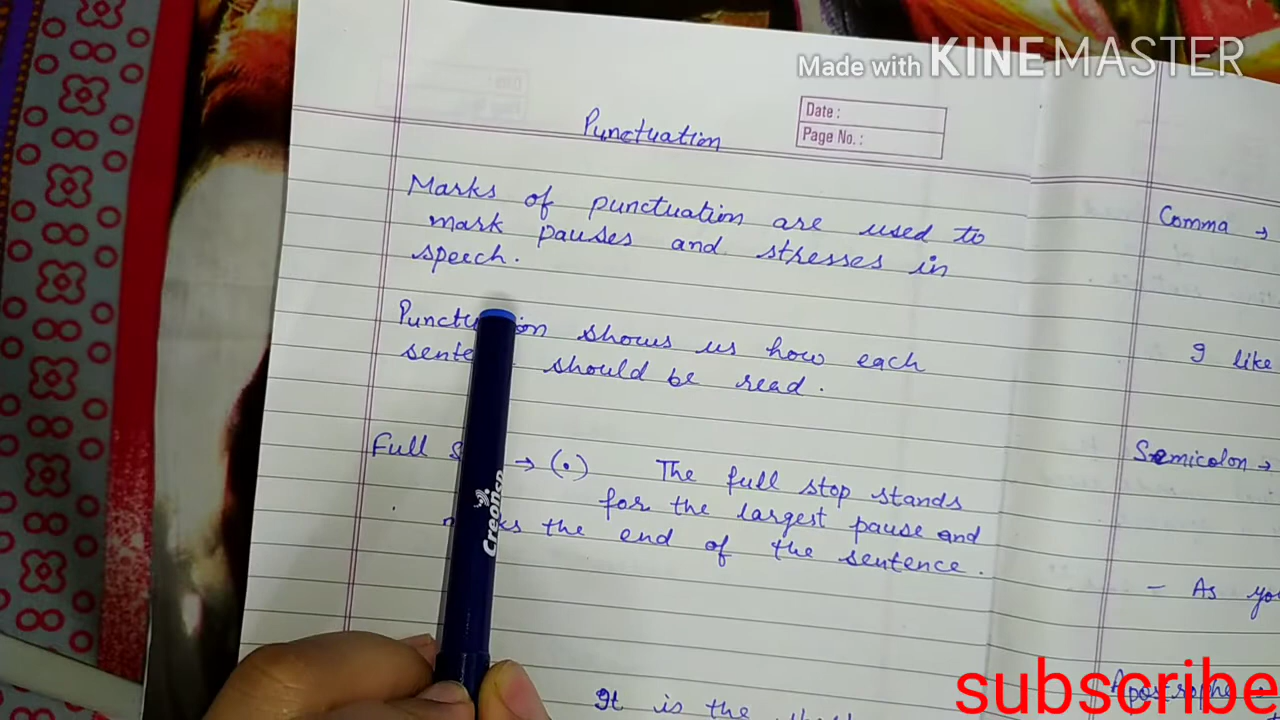 Made with KINEMASTER
Date :
Page No. :
Punctuation
Marks of punctuation are used to
mark pauses and stresses in
speech.
shows us how each
should be read.
Full → (.) The full stop stands
for the largest pause and
the end of the sentence.
It is the
Comma →
I like
Semicolon →
- As
Apostrophe
Creons
subscribe